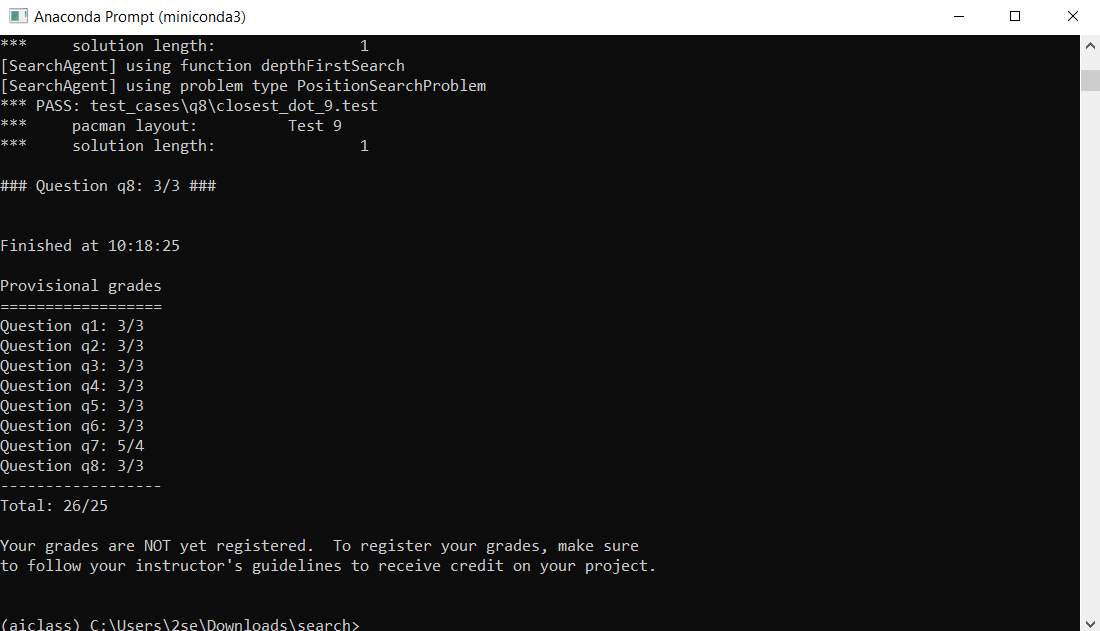 Anaconda Prompt (miniconda3)
***     solution length:                1
[SearchAgent] using function depthFirstSearch
[SearchAgent] using problem type PositionSearchProblem
*** PASS: test_cases\q8\closest_dot_9.test
***     pacman layout:          Test 9
***     solution length:                1
### Question q8: 3/3 ###
Finished at 10:18:25
Provisional grades
==================
Question q1: 3/3
Question q2: 3/3
Question q3: 3/3
Question q4: 3/3
Question q5: 3/3
Question q6: 3/3
Question q7: 5/4
Question q8: 3/3
------------------
Total: 26/25
Your grades are NOT yet registered.  To register your grades, make sure
to follow your instructor's guidelines to receive credit on your project.
(aiclass) C:\Users\2se\Downloads\search>